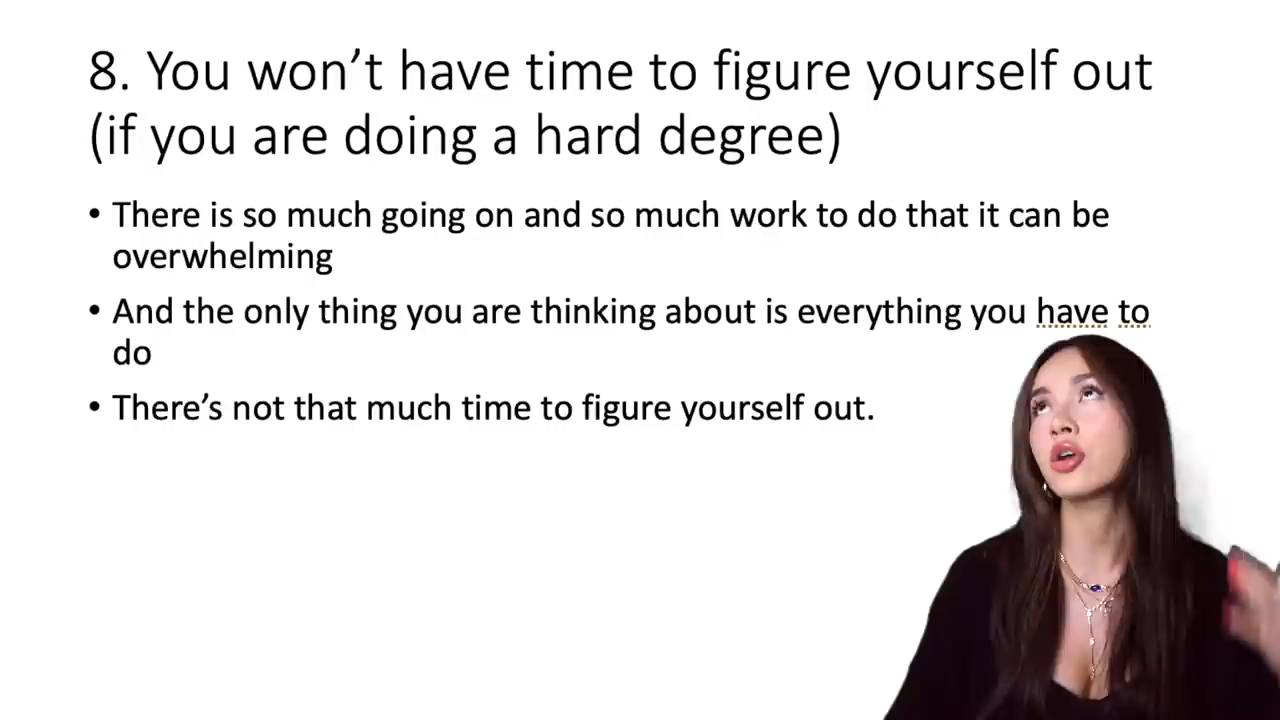 8. You won’t have time to figure yourself out
(if you are doing a hard degree)
• There is so much going on and so much work to do that it can be
overwhelming
• And the only thing you are thinking about is everything you have to
do
• There’s not that much time to figure yourself out.